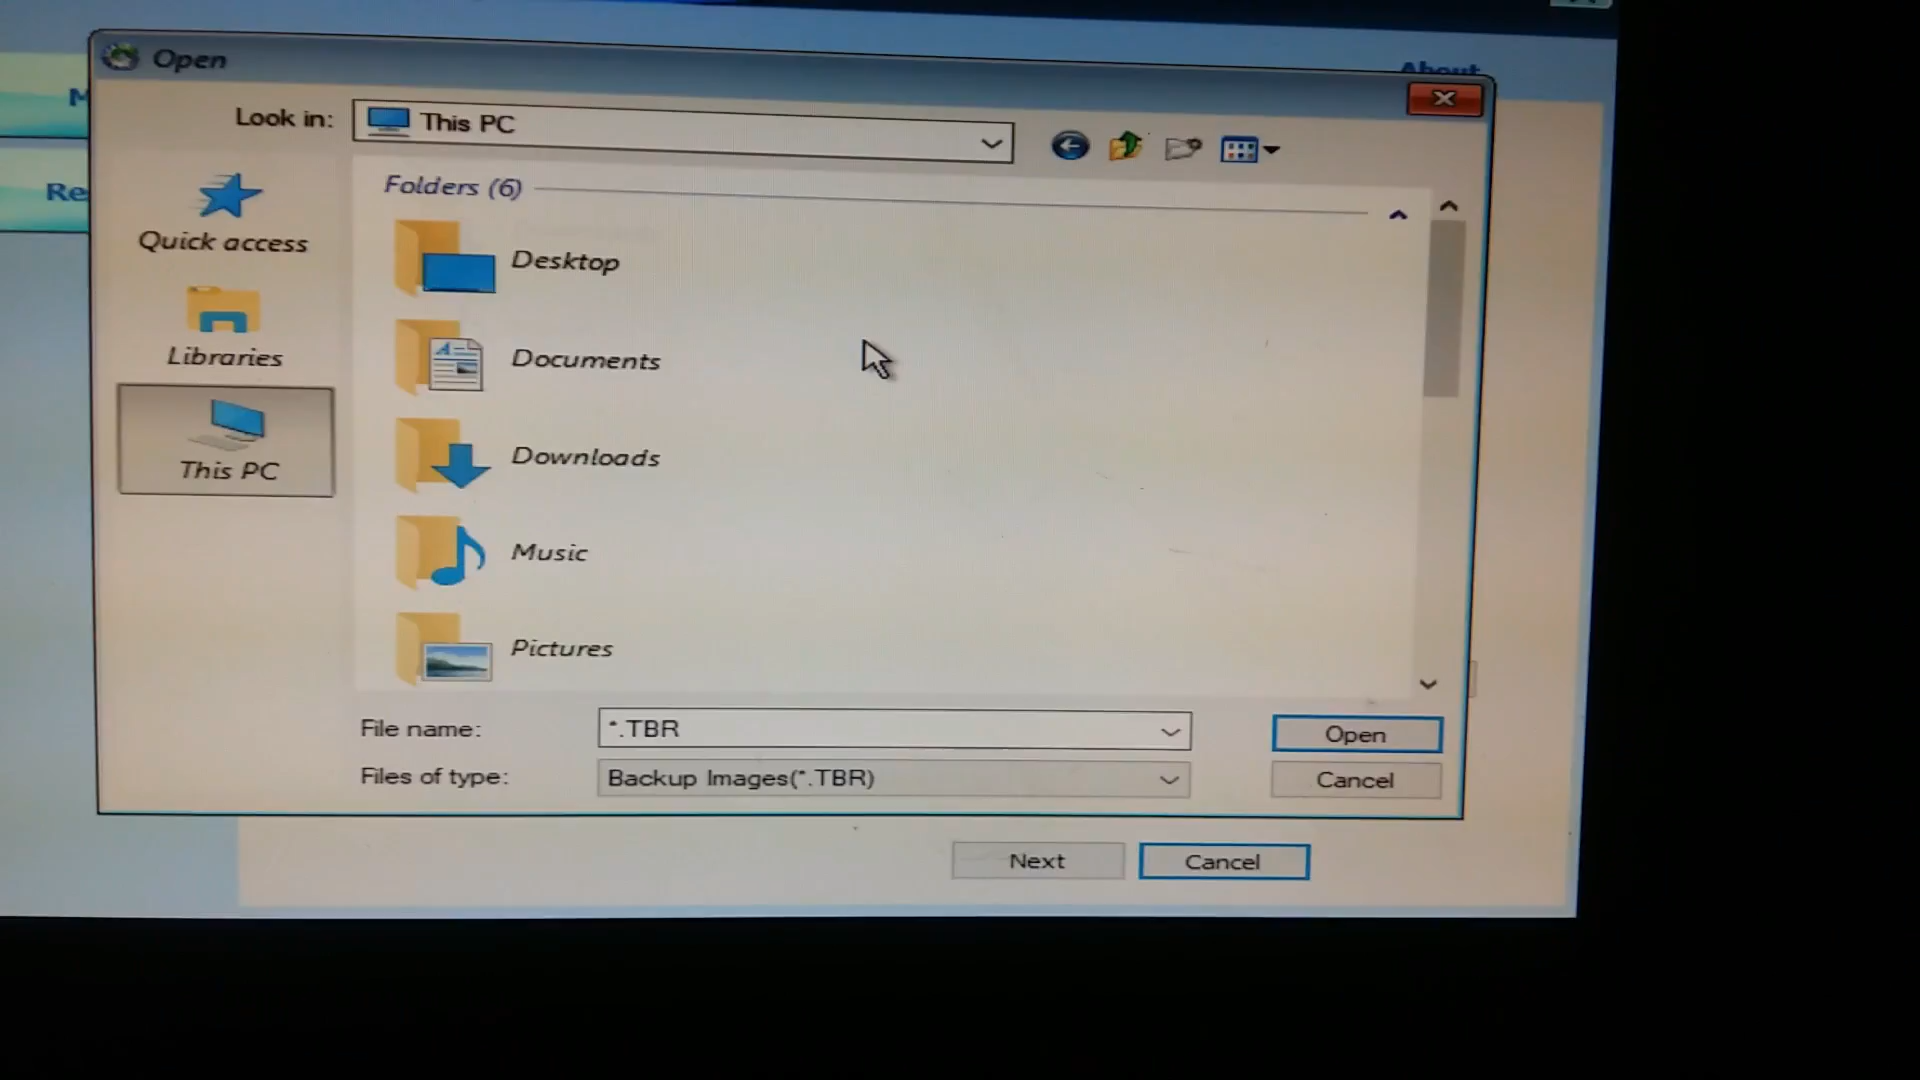 Open
About
Look in:
This PC
Folders (6)
Quick access
Libraries
This PC
Desktop
Documents
Downloads
Music
Pictures
File name:
*.TBR
Open
Files of type:
Backup Images(*.TBR)
Cancel
Next
Cancel